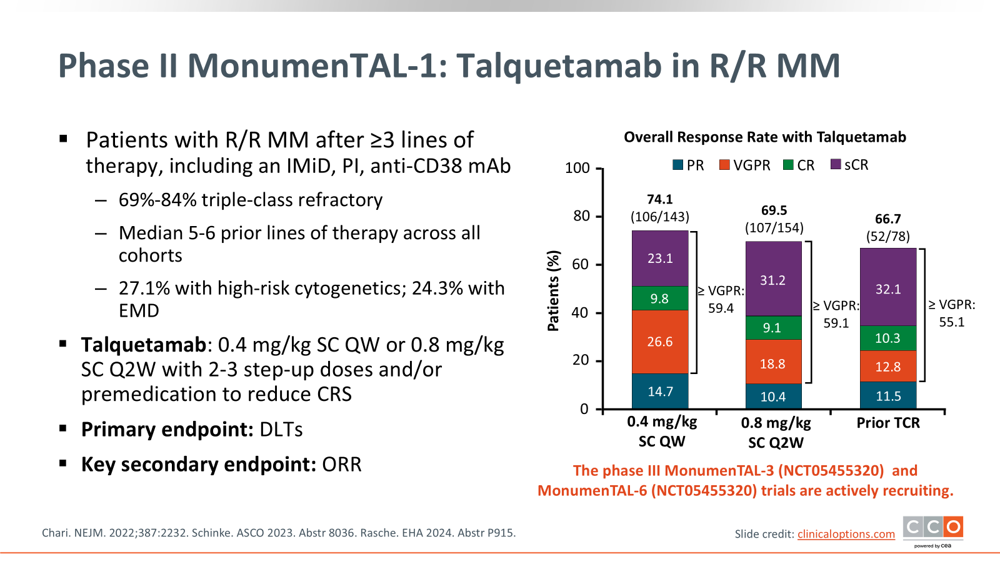 Phase II MonumenTAL-1: Talquetamab in R/R MM
▪ Patients with R/R MM after ≥3 lines of
therapy, including an IMiD, PI, anti-CD38 mAb
– 69%-84% triple-class refractory
– Median 5-6 prior lines of therapy across all
cohorts
– 27.1% with high-risk cytogenetics; 24.3% with
EMD
▪ Talquetamab: 0.4 mg/kg SC QW or 0.8 mg/kg
SC Q2W with 2-3 step-up doses and/or
premedication to reduce CRS
▪ Primary endpoint: DLTs
▪ Key secondary endpoint: ORR
Overall Response Rate with Talquetamab
PR VGPR CR sCR
Patients (%)
100
80
60
40
20
0
74.1
(106/143)
23.1
9.8
26.6
14.7
≥ VGPR:
59.4
0.4 mg/kg
SC QW
69.5
(107/154)
31.2
9.1
18.8
10.4
≥ VGPR:
59.1
0.8 mg/kg
SC Q2W
66.7
(52/78)
32.1
10.3
12.8
11.5
≥ VGPR:
55.1
Prior TCR
The phase III MonumenTAL-3 (NCT05455320) and
MonumenTAL-6 (NCT05455320) trials are actively recruiting.
Chari. NEJM. 2022;387:2232. Schinke. ASCO 2023. Abstr 8036. Rasche. EHA 2024. Abstr P915.
Slide credit: clinicaloptions.com
CCO
powered by cea